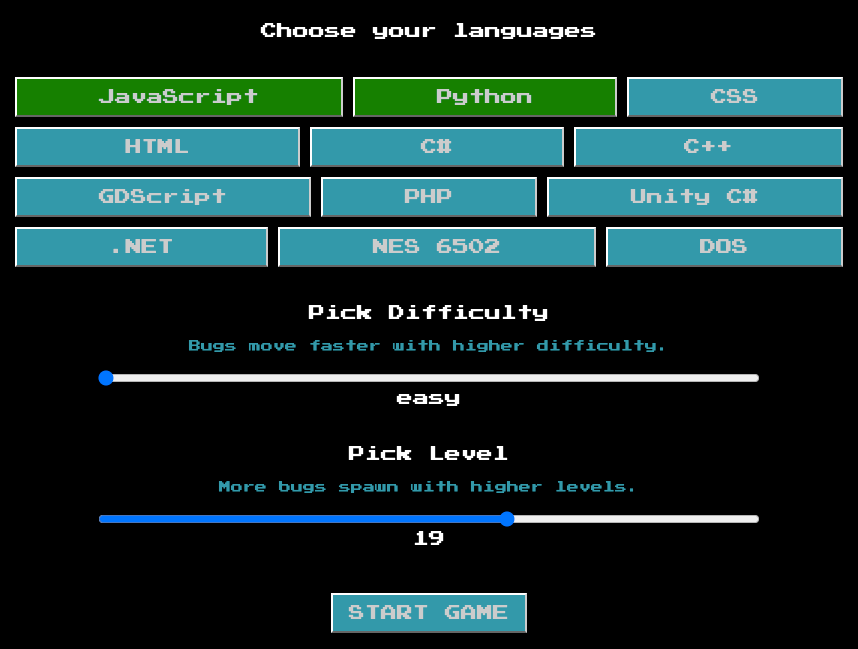 Choose your languages
JavaScript Python CSS
HTML C# C++
GDScript PHP Unity C#
.NET NES 6502 DOS
Pick Difficulty
Bugs move faster with higher difficulty.
easy
Pick Level
More bugs spawn with higher levels.
19
START GAME